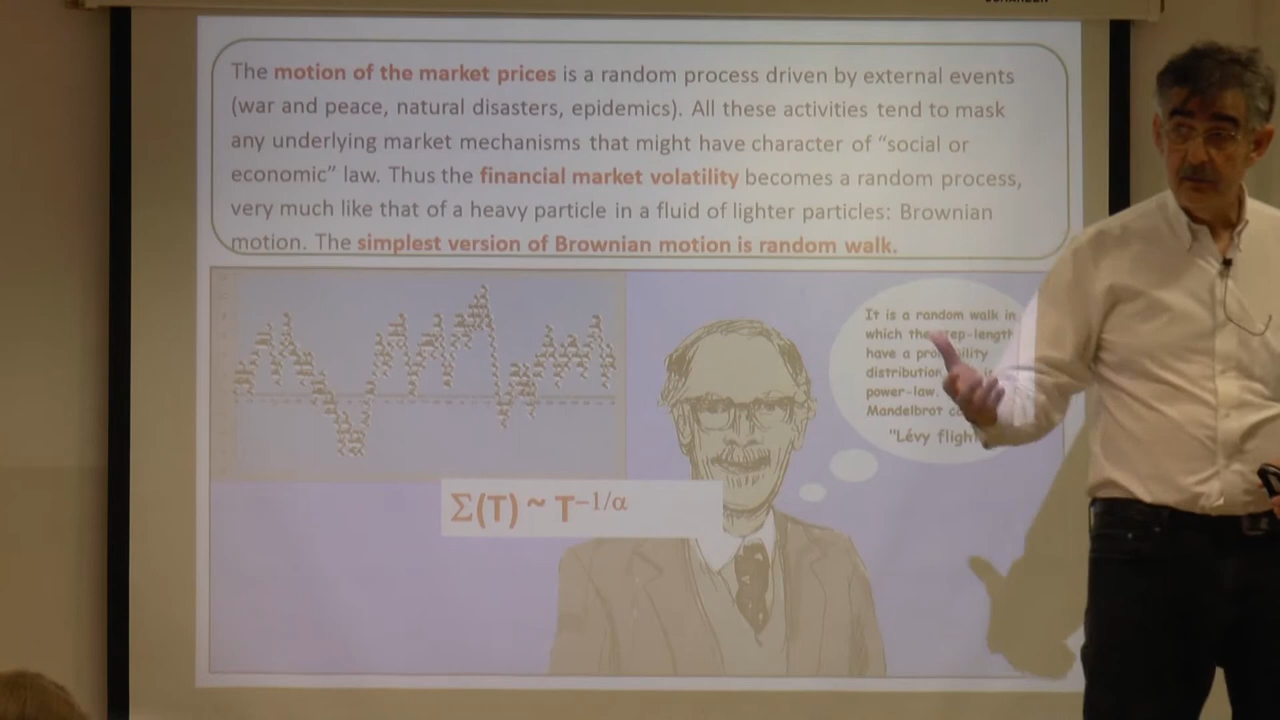 The motion of the market prices is a random process driven by external events
(war and peace, natural disasters, epidemics). All these activities tend to mask
any underlying market mechanisms that might have character of “social or
economic” law. Thus the financial market volatility becomes a random process,
very much like that of a heavy particle in a fluid of lighter particles: Brownian
motion. The simplest version of Brownian motion is random walk.
It is a random walk in
which the step-length
have a
distribution
power-law.
Mandelbrot
"Lévy
Σ(T) ~ T−1/α